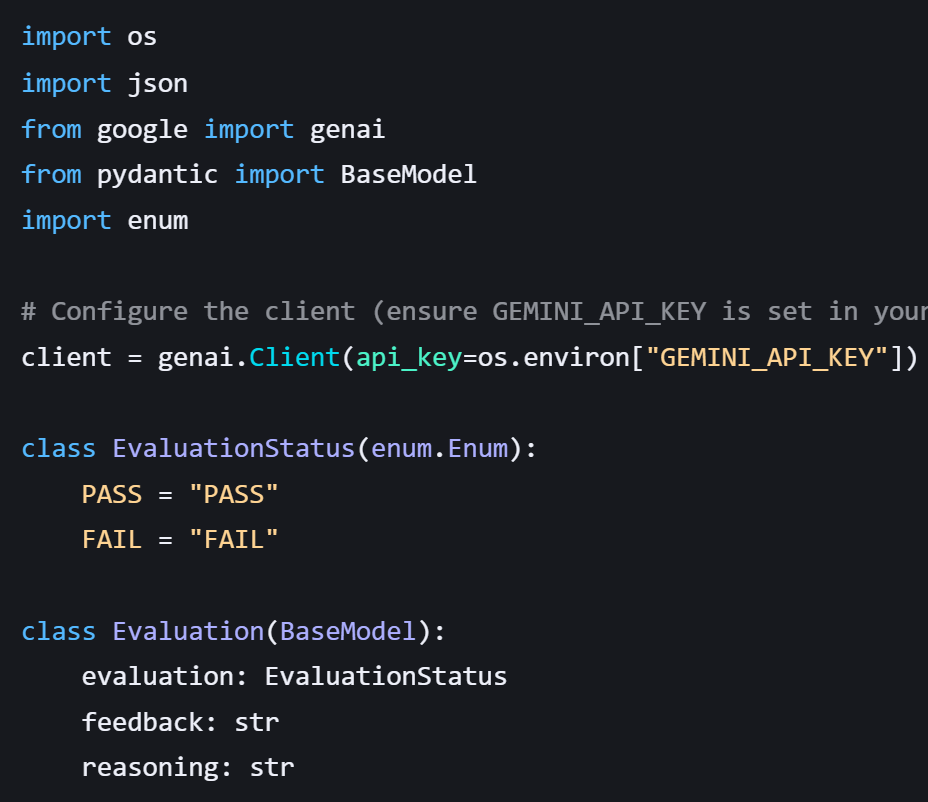 import os
import json
from google import genai
from pydantic import BaseModel
import enum

# Configure the client (ensure GEMINI_API_KEY is set in your
client = genai.Client(api_key=os.environ["GEMINI_API_KEY"])

class EvaluationStatus(enum.Enum):
    PASS = "PASS"
    FAIL = "FAIL"

class Evaluation(BaseModel):
    evaluation: EvaluationStatus
    feedback: str
    reasoning: str